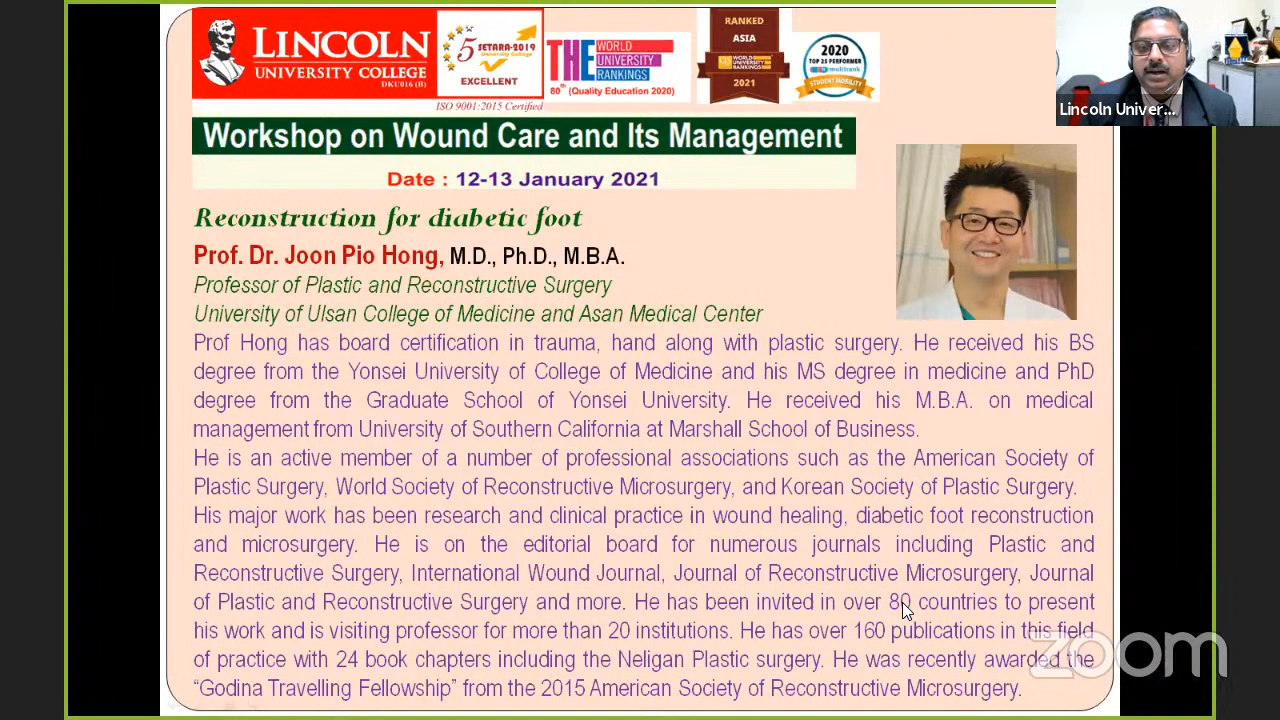 LINCOLN
UNIVERSITY COLLEGE
DKU016 (B)
5 SETARA-2019
University College
EXCELLENT
THE WORLD UNIVERSITY RANKINGS
80th (Quality Education 2020)
RANKED
ASIA
WORLD UNIVERSITY RANKINGS
2021
2020
TOP 25 PERFORMER
multirank
STUDENT MOBILITY
ISO 9001:2015 Certified
Lincoln Univer...
Workshop on Wound Care and Its Management
Date : 12-13 January 2021
Reconstruction for diabetic foot
Prof. Dr. Joon Pio Hong, M.D., Ph.D., M.B.A.
Professor of Plastic and Reconstructive Surgery
University of Ulsan College of Medicine and Asan Medical Center
Prof Hong has board certification in trauma, hand along with plastic surgery. He received his BS
degree from the Yonsei University of College of Medicine and his MS degree in medicine and PhD
degree from the Graduate School of Yonsei University. He received his M.B.A. on medical
management from University of Southern California at Marshall School of Business.
He is an active member of a number of professional associations such as the American Society of
Plastic Surgery, World Society of Reconstructive Microsurgery, and Korean Society of Plastic Surgery.
His major work has been research and clinical practice in wound healing, diabetic foot reconstruction
and microsurgery. He is on the editorial board for numerous journals including Plastic and
Reconstructive Surgery, International Wound Journal, Journal of Reconstructive Microsurgery, Journal
of Plastic and Reconstructive Surgery and more. He has been invited in over 80 countries to present
his work and is visiting professor for more than 20 institutions. He has over 160 publications in this field
of practice with 24 book chapters including the Neligan Plastic surgery. He was recently awarded the
“Godina Travelling Fellowship” from the 2015 American Society of Reconstructive Microsurgery.
zoom